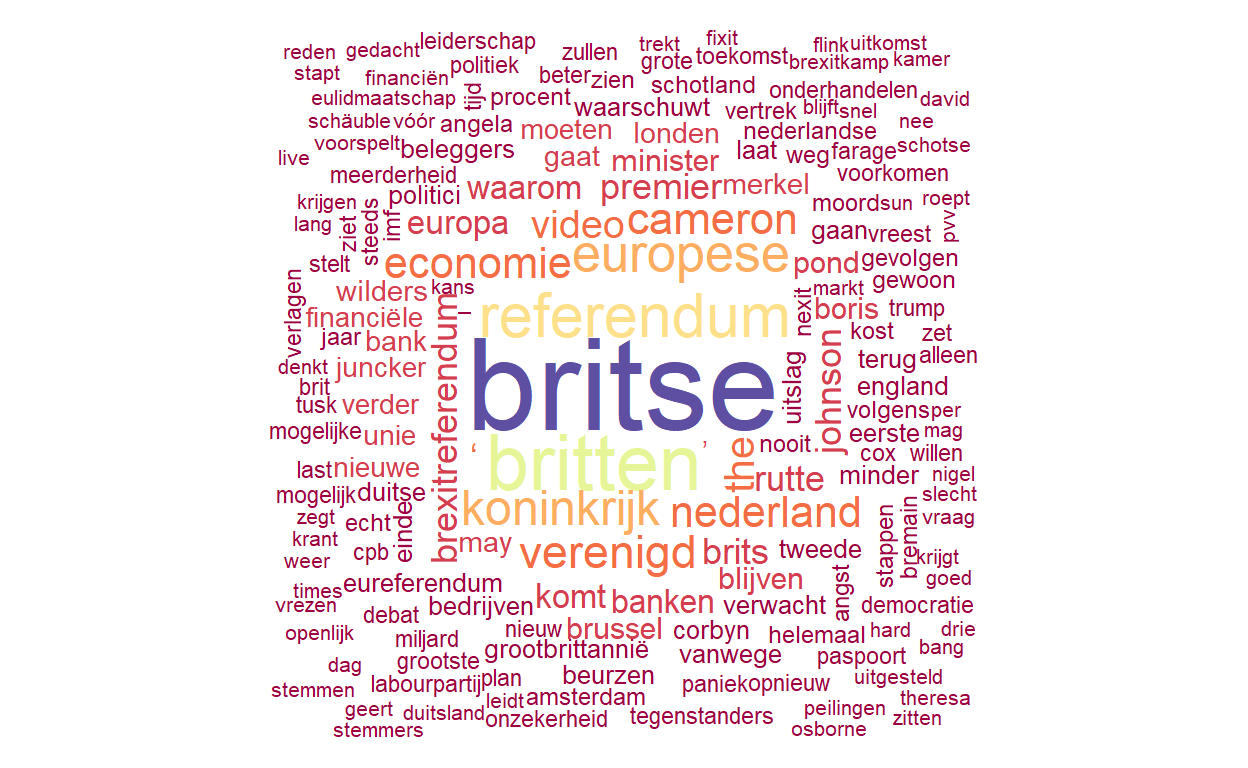 reden gedacht leiderschap zullen trekt fixit flink uitkomst
stapt financiën politiek beter zien grote toekomst brexitkamp kamer
eulidmaatschap tijd procent waarschuwt schotland onderhandelen
schäuble vóór angela moeten londen vertrek blijft snel david
voorspelt beleggers gaat minister nederlandse nee
live meerderheid waarom premier merkel laat weg farage schotse
krijgen politici voorkomen
lang ziet steeds imf europa video cameron moord sun roept
gaan vreest pvv
stelt economie europese pond gevolgen
verlagen wilders kans markt gewoon
financiële l referendum nexit boris trump
jaar bank kost zet
denkt juncker brexitreferendum britse uitslag johnson terug alleen
brit england
tusk verder volgens per
mogelijke unie ‘ britten ’ the nooit eerste mag
last nieuwe cox willen
mogelijk duitse rutte minder nigel
zegt echt einde koninkrijk nederland slecht
krant vraag
weer cpb may verenigd brits tweede stappen bremain krijgt
times eureferendum blijven angst goed
vrezen debat bedrijven komt banken verwacht democratie
openlijk miljard nieuw brussel corbyn helemaal hard drie
dag grootste grootbrittannië vanwege paspoort bang
stemmen labourpartij plan beurzen paniek opnieuw uitgesteld
geert duitsland leidt amsterdam theresa
stemmers onzekerheid tegenstanders peilingen zitten
osborne